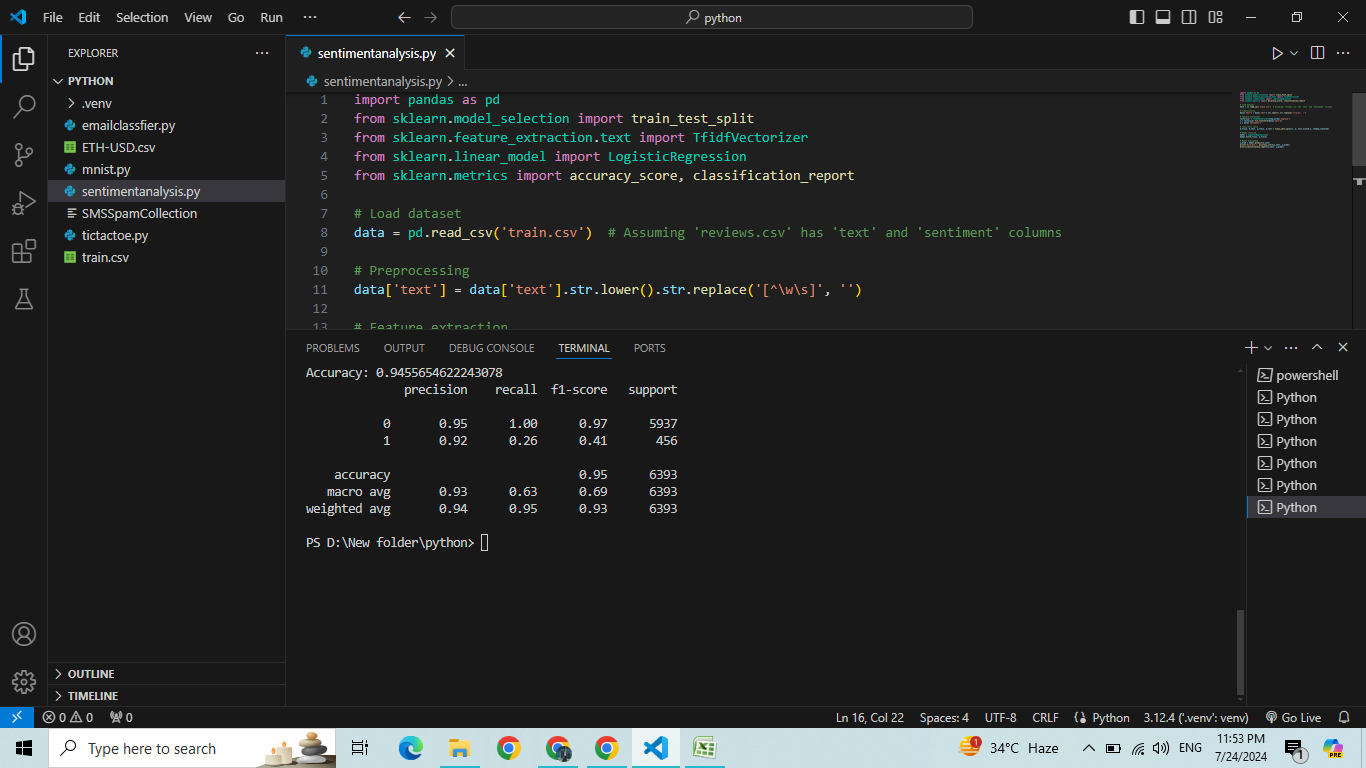 File Edit Selection View Go Run ··· python
EXPLORER ···
PYTHON
.venv
emailclassfier.py
ETH-USD.csv
mnist.py
sentimentanalysis.py
SMSSpamCollection
tictactoe.py
train.csv
OUTLINE
TIMELINE
sentimentanalysis.py
sentimentanalysis.py > ...
1 import pandas as pd
2 from sklearn.model_selection import train_test_split
3 from sklearn.feature_extraction.text import TfidfVectorizer
4 from sklearn.linear_model import LogisticRegression
5 from sklearn.metrics import accuracy_score, classification_report
6
7 # Load dataset
8 data = pd.read_csv('train.csv')  # Assuming 'reviews.csv' has 'text' and 'sentiment' columns
9
10 # Preprocessing
11 data['text'] = data['text'].str.lower().str.replace('[^\w\s]', '')
12
13 # Feature extraction
PROBLEMS OUTPUT DEBUG CONSOLE TERMINAL PORTS
Accuracy: 0.9455654622243078
precision recall f1-score support
0 0.95 1.00 0.97 5937
1 0.92 0.26 0.41 456
accuracy 0.95 6393
macro avg 0.93 0.63 0.69 6393
weighted avg 0.94 0.95 0.93 6393
PS D:\New folder\python>
powershell
Python
Python
Python
Python
Python
Python
0 0 0 Ln 16, Col 22 Spaces: 4 UTF-8 CRLF Python 3.12.4 ('.venv': venv) Go Live
Type here to search 1 34°C Haze ENG 11:53 PM 1 PRE
7/24/2024